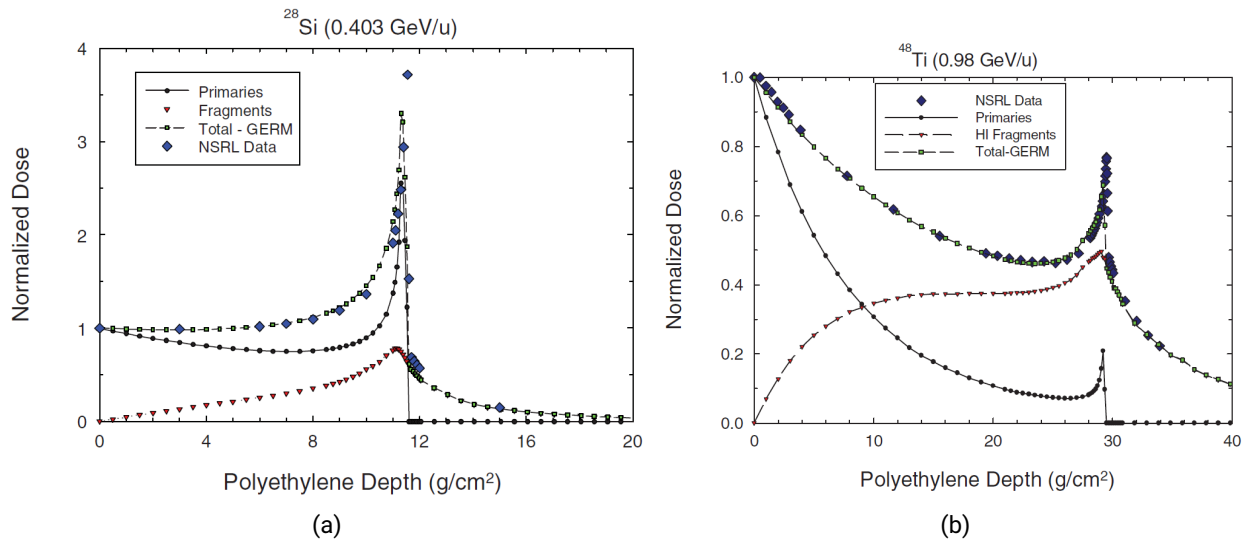 ²⁸Si (0.403 GeV/u)
Normalized Dose
4
3
2
1
0
Primaries
Fragments
Total - GERM
NSRL Data
0 4 8 12 16 20
Polyethylene Depth (g/cm²)
(a)
⁴⁸Ti (0.98 GeV/u)
Normalized Dose
1.0
0.8
0.6
0.4
0.2
0.0
NSRL Data
Primaries
HI Fragments
Total-GERM
0 10 20 30 40
Polyethylene Depth (g/cm²)
(b)